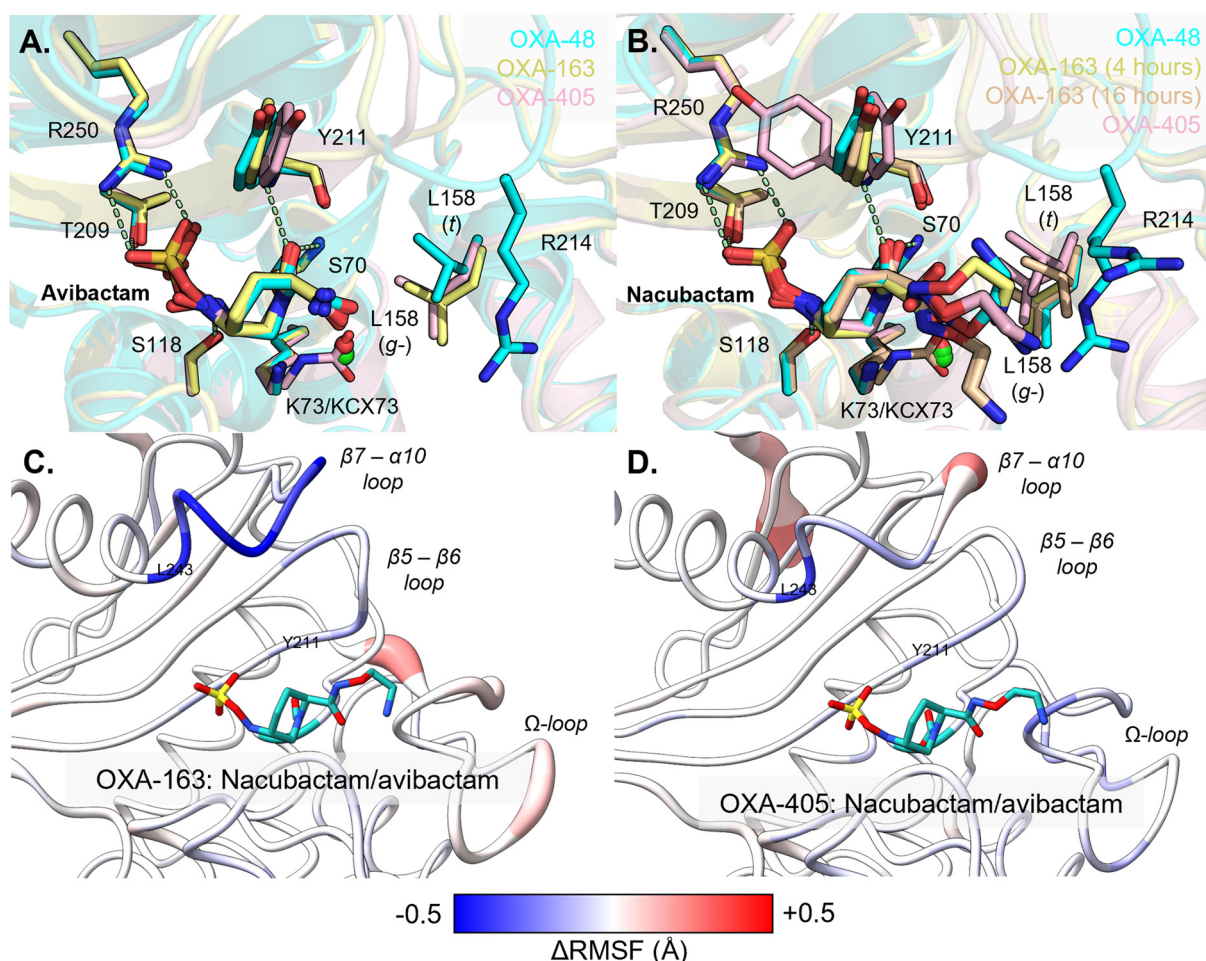 A.
OXA-48
OXA-163
OXA-405
R250
Y211
T209
L158
(t)
R214
S70
Avibactam
L158
(g-)
S118
K73/KCX73
B.
OXA-48
OXA-163 (4 hours)
OXA-163 (16 hours)
OXA-405
R250
Y211
T209
L158
(t)
R214
S70
Nacubactam
S118
L158
(g-)
K73/KCX73
C.
β7 – α10
loop
β5 – β6
loop
L243
Y211
Ω-loop
OXA-163: Nacubactam/avibactam
D.
β7 – α10
loop
β5 – β6
loop
L243
Y211
Ω-loop
OXA-405: Nacubactam/avibactam
-0.5
+0.5
ΔRMSF (Å)